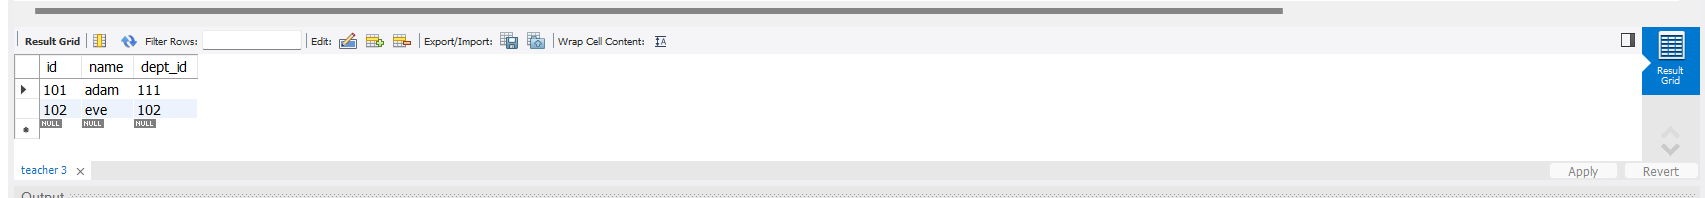 Result Grid Filter Rows: Edit: Export/Import: Wrap Cell Content: IA
Result
Grid
id name dept_id
101 adam 111
102 eve 102
NULL NULL NULL
teacher 3 Apply Revert
Output